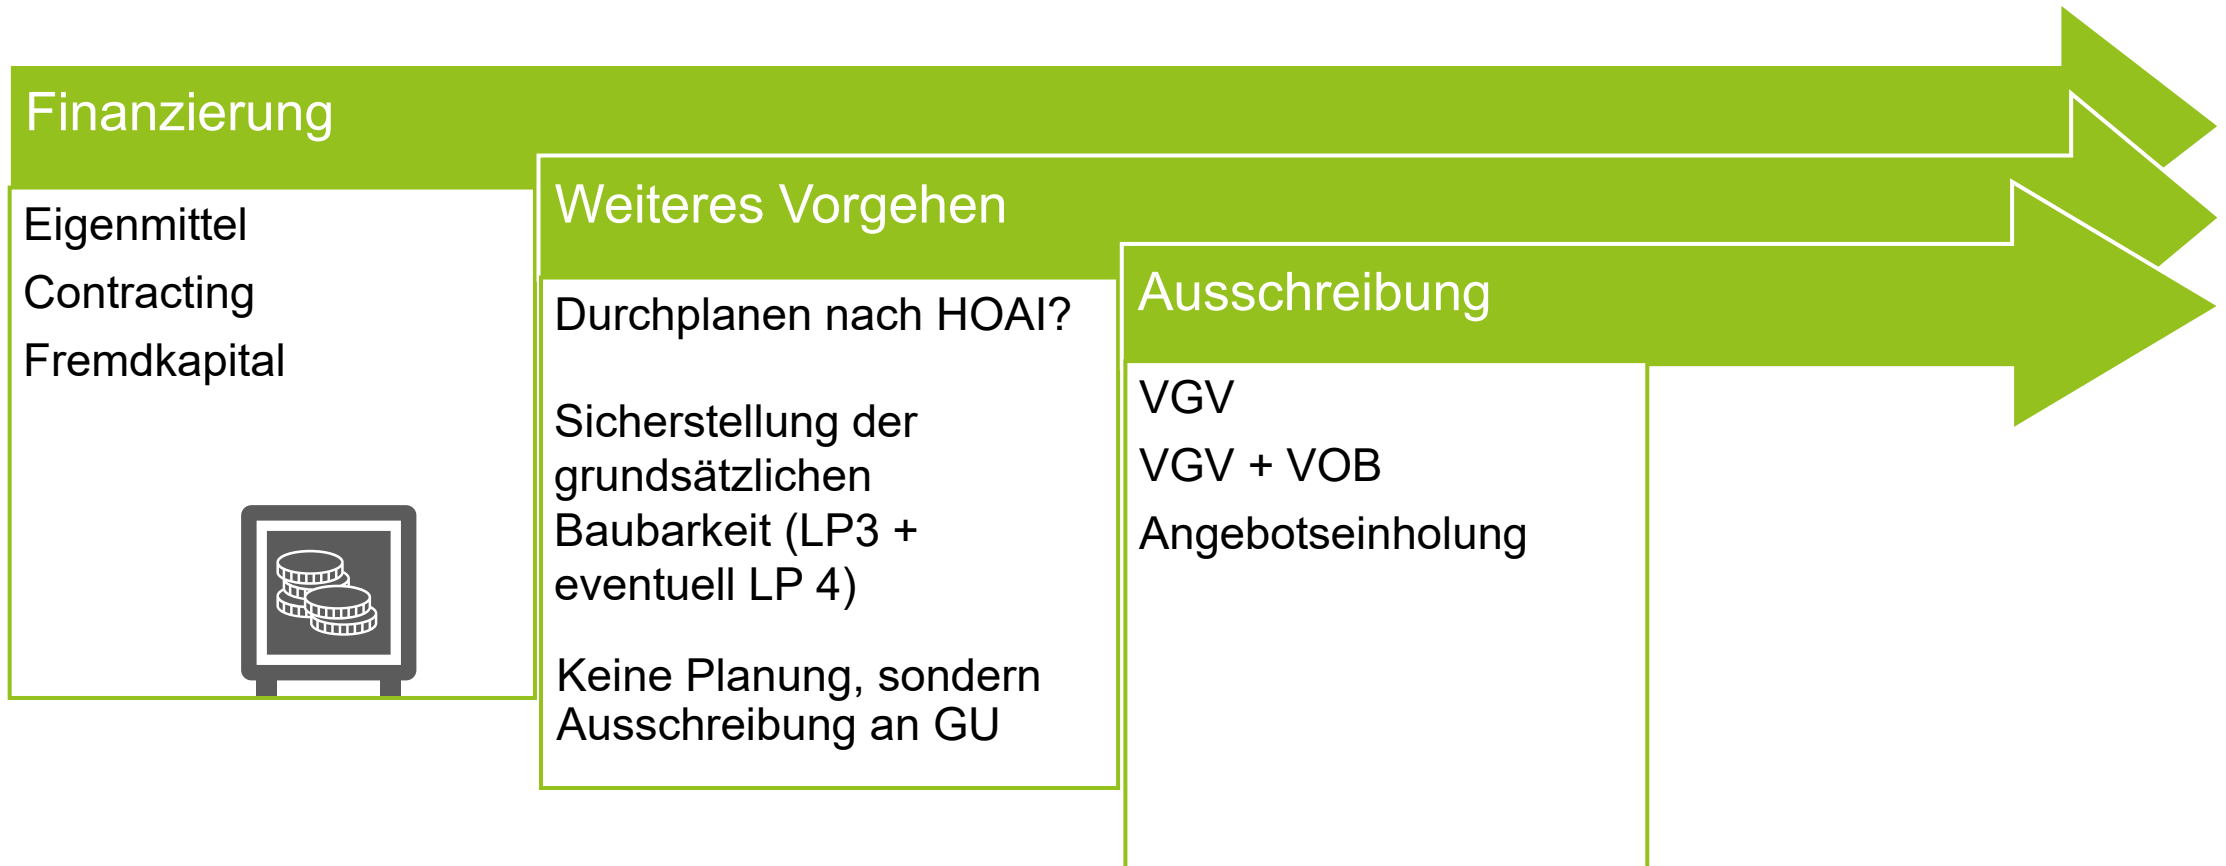 Finanzierung
Eigenmittel
Contracting
Fremdkapital
Weiteres Vorgehen
Durchplanen nach HOAI?
Sicherstellung der
grundsätzlichen
Baubarkeit (LP3 +
eventuell LP 4)
Keine Planung, sondern
Ausschreibung an GU
Ausschreibung
VGV
VGV + VOB
Angebotseinholung